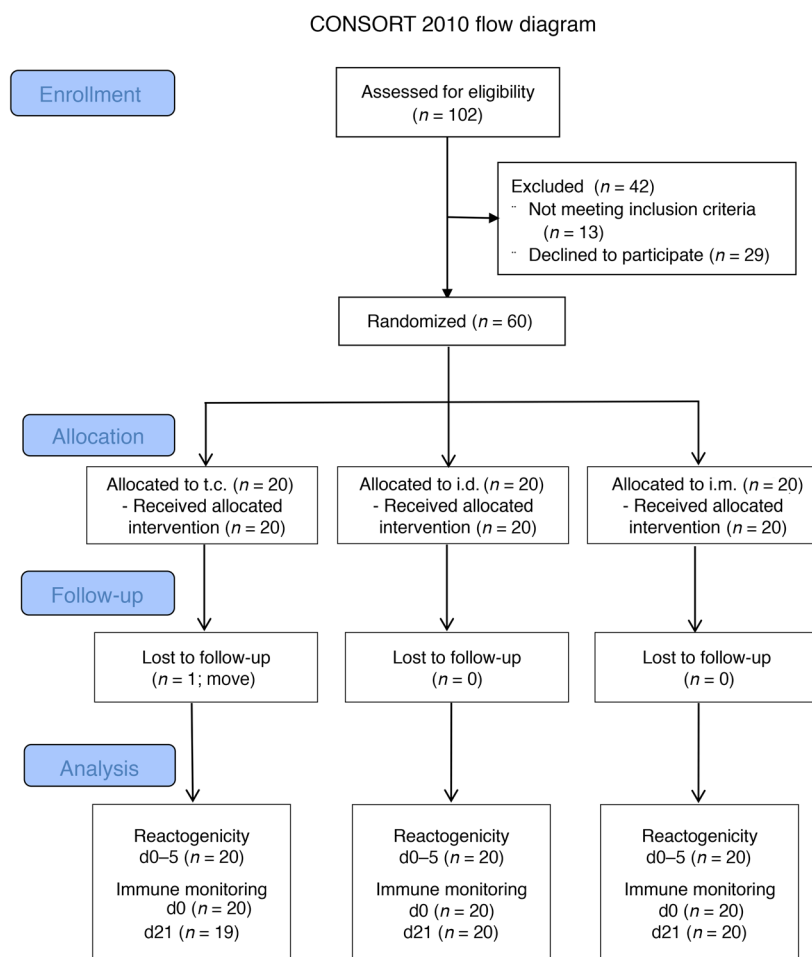 CONSORT 2010 flow diagram
Enrollment
Assessed for eligibility
(n = 102)
Excluded (n = 42)
¨ Not meeting inclusion criteria
(n = 13)
¨ Declined to participate (n = 29)
Randomized (n = 60)
Allocation
Allocated to t.c. (n = 20)
- Received allocated
intervention (n = 20)
Allocated to i.d. (n = 20)
- Received allocated
intervention (n = 20)
Allocated to i.m. (n = 20)
- Received allocated
intervention (n = 20)
Follow-up
Lost to follow-up
(n = 1; move)
Lost to follow-up
(n = 0)
Lost to follow-up
(n = 0)
Analysis
Reactogenicity
d0–5 (n = 20)
Immune monitoring
d0 (n = 20)
d21 (n = 19)
Reactogenicity
d0–5 (n = 20)
Immune monitoring
d0 (n = 20)
d21 (n = 20)
Reactogenicity
d0–5 (n = 20)
Immune monitoring
d0 (n = 20)
d21 (n = 20)